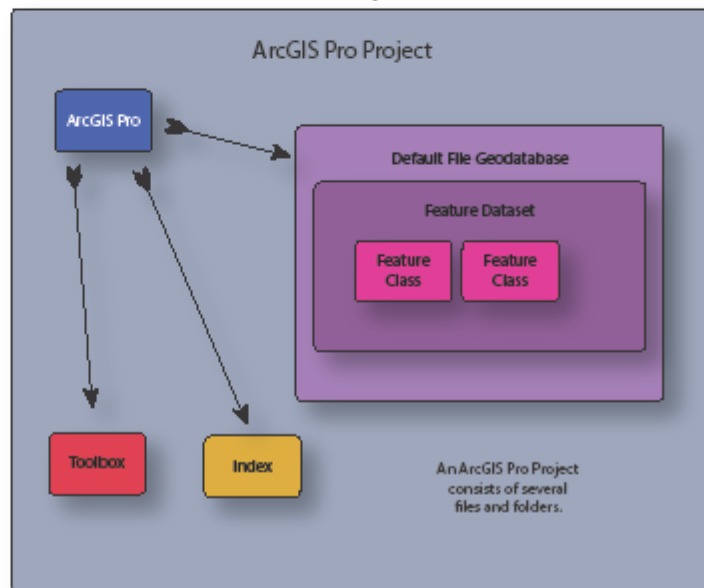 ArcGIS Pro Project
ArcGIS Pro
Default File Geodatabase
Feature Dataset
Feature
Class
Feature
Class
Toolbox
Index
An ArcGIS Pro Project
consists of several
files and folders.